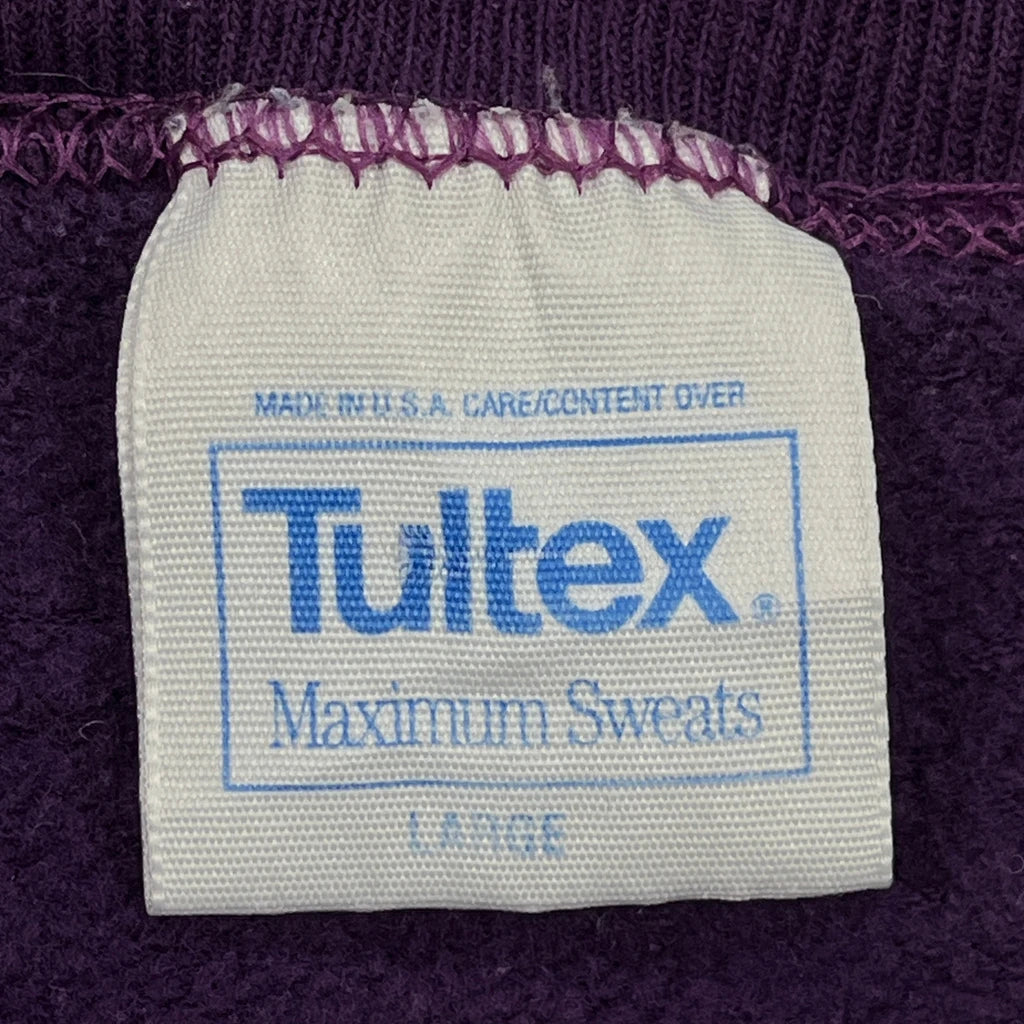 MADE IN U.S.A. CARE/CONTENT OVER
Tultex®
Maximum Sweats
LARGE